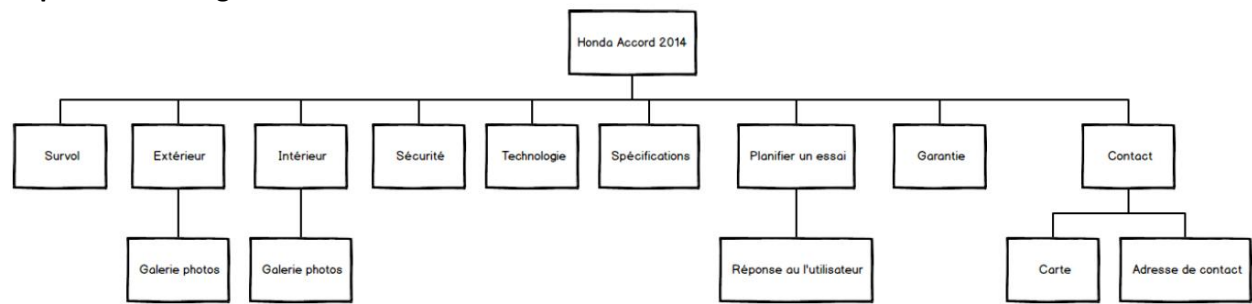 Honda Accord 2014
Survol
Extérieur
Intérieur
Sécurité
Technologie
Spécifications
Planifier un essai
Garantie
Contact
Galerie photos
Galerie photos
Réponse au l'utilisateur
Carte
Adresse de contact